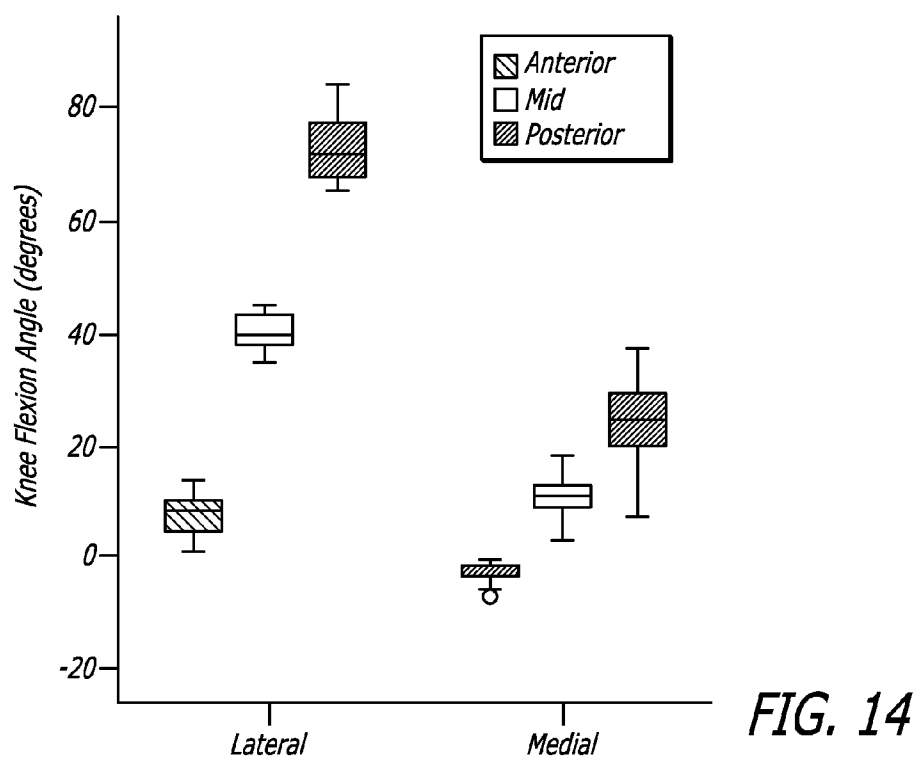 Anterior
Mid
Posterior
Knee Flexion Angle (degrees)
80
60
40
20
0
-20
Lateral
Medial
FIG. 14